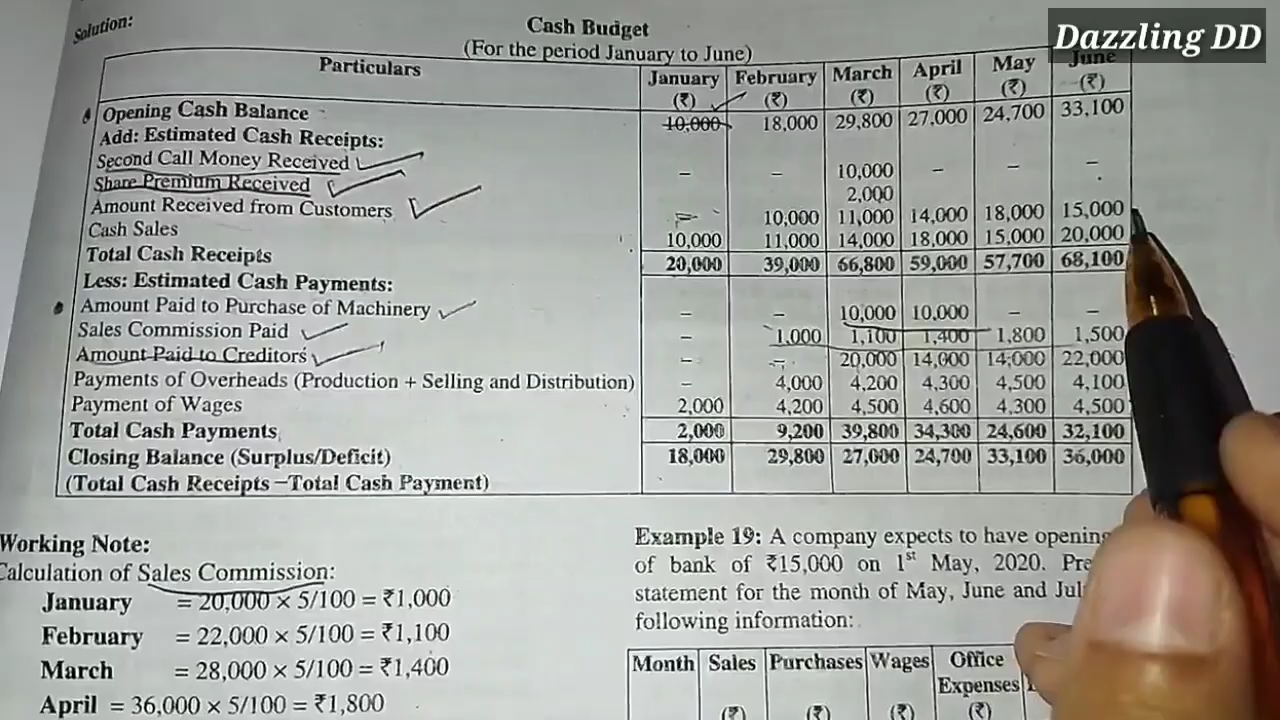 Dazzling DD
Solution:
Cash Budget
(For the period January to June)
Particulars January (₹) February (₹) March (₹) April (₹) May (₹) June (₹)
Opening Cash Balance 10,000 18,000 29,800 27,000 24,700 33,100
Add: Estimated Cash Receipts:
Second Call Money Received – – 10,000 – – –
Share Premium Received 2,000
Amount Received from Customers – 10,000 11,000 14,000 18,000 15,000
Cash Sales 10,000 11,000 14,000 18,000 15,000 20,000
Total Cash Receipts 20,000 39,000 66,800 59,000 57,700 68,100
Less: Estimated Cash Payments:
Amount Paid to Purchase of Machinery – – 10,000 10,000 – –
Sales Commission Paid – 1,000 1,100 1,400 1,800 1,500
Amount Paid to Creditors – – 20,000 14,000 14,000 22,000
Payments of Overheads (Production + Selling and Distribution) – 4,000 4,200 4,300 4,500 4,100
Payment of Wages 2,000 4,200 4,500 4,600 4,300 4,500
Total Cash Payments 2,000 9,200 39,800 34,300 24,600 32,100
Closing Balance (Surplus/Deficit) 18,000 29,800 27,000 24,700 33,100 36,000
(Total Cash Receipts –Total Cash Payment)
Working Note:
Calculation of Sales Commission:
January = 20,000 × 5/100 = ₹1,000
February = 22,000 × 5/100 = ₹1,100
March = 28,000 × 5/100 = ₹1,400
April = 36,000 × 5/100 = ₹1,800
Example 19: A company expects to have opening
of bank of ₹15,000 on 1st May, 2020.
statement for the month of May, June and
following information:
Month Sales (₹) Purchases (₹) Wages (₹) Office Expenses (₹)